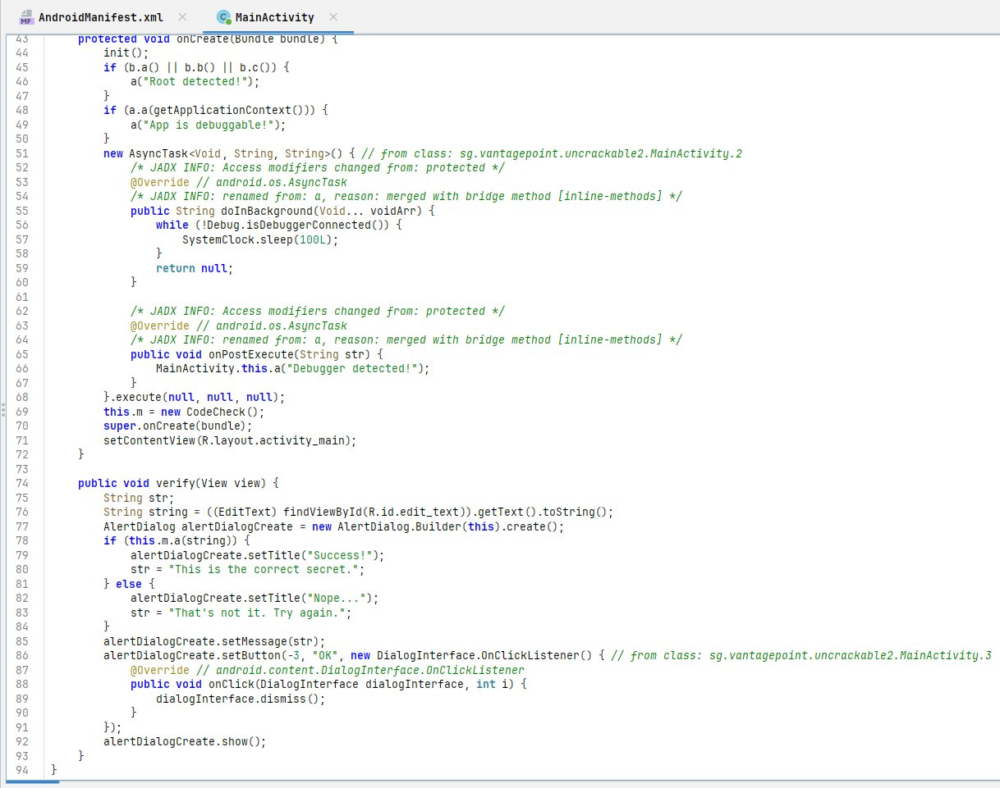 AndroidManifest.xml
MainActivity
43 protected void onCreate(Bundle bundle) {
44 init();
45 if (b.a() || b.b() || b.c()) {
46 a("Root detected!");
47 }
48 if (a.a(getApplicationContext())) {
49 a("App is debuggable!");
50 }
51 new AsyncTask<Void, String, String>() { // from class: sg.vantagepoint.uncrackable2.MainActivity.2
52 /* JADX INFO: Access modifiers changed from: protected */
53 @Override // android.os.AsyncTask
54 /* JADX INFO: renamed from: a, reason: merged with bridge method [inline-methods] */
55 public String doInBackground(Void... voidArr) {
56 while (!Debug.isDebuggerConnected()) {
57 SystemClock.sleep(100L);
58 }
59 return null;
60 }
61
62 /* JADX INFO: Access modifiers changed from: protected */
63 @Override // android.os.AsyncTask
64 /* JADX INFO: renamed from: a, reason: merged with bridge method [inline-methods] */
65 public void onPostExecute(String str) {
66 MainActivity.this.a("Debugger detected!");
67 }
68 }.execute(null, null, null);
69 this.m = new CodeCheck();
70 super.onCreate(bundle);
71 setContentView(R.layout.activity_main);
72 }
73
74 public void verify(View view) {
75 String str;
76 String string = ((EditText) findViewById(R.id.edit_text)).getText().toString();
77 AlertDialog alertDialogCreate = new AlertDialog.Builder(this).create();
78 if (this.m.a(string)) {
79 alertDialogCreate.setTitle("Success!");
80 str = "This is the correct secret.";
81 } else {
82 alertDialogCreate.setTitle("Nope...");
83 str = "That's not it. Try again.";
84 }
85 alertDialogCreate.setMessage(str);
86 alertDialogCreate.setButton(-3, "OK", new DialogInterface.OnClickListener() { // from class: sg.vantagepoint.uncrackable2.MainActivity.3
87 @Override // android.content.DialogInterface.OnClickListener
88 public void onClick(DialogInterface dialogInterface, int i) {
89 dialogInterface.dismiss();
90 }
91 });
92 alertDialogCreate.show();
93 }
94 }